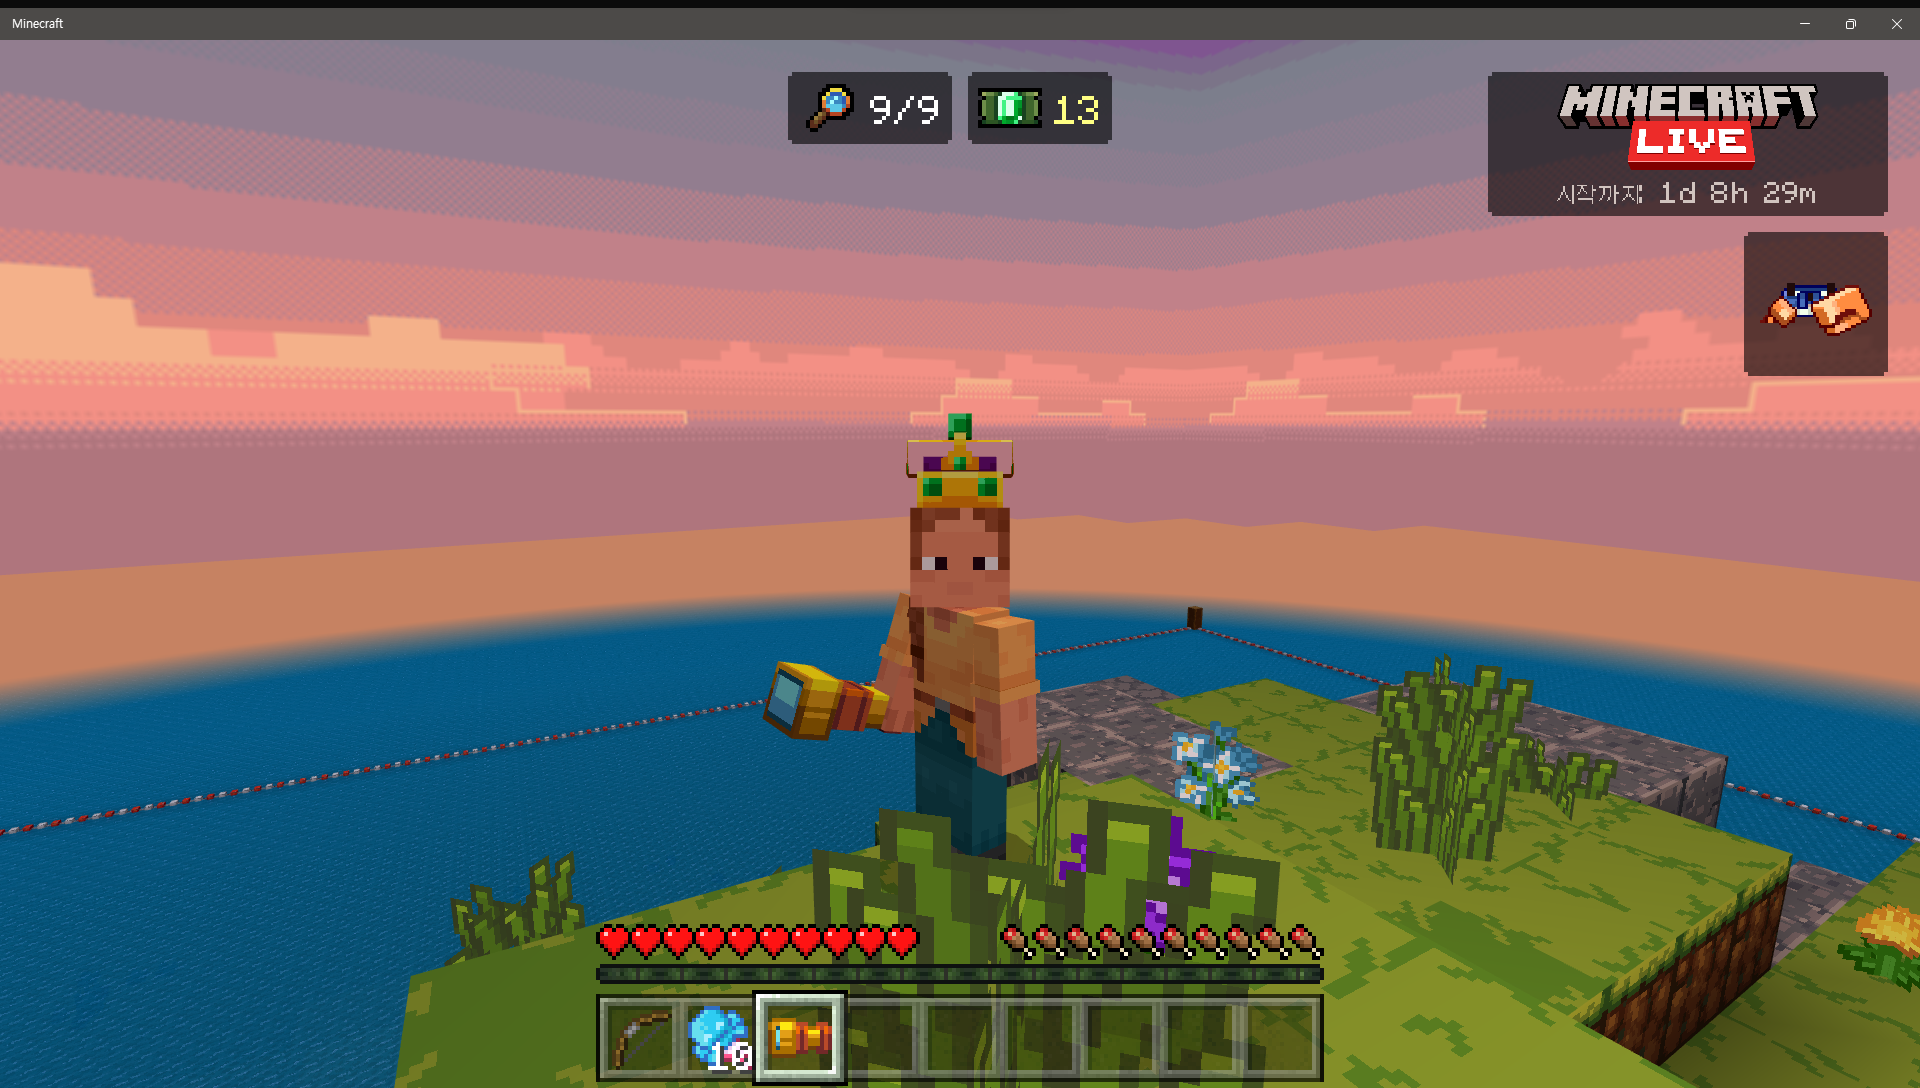 Minecraft
9/9
13
MINECRAFT
LIVE
시작까지: 1d 8h 29m
10